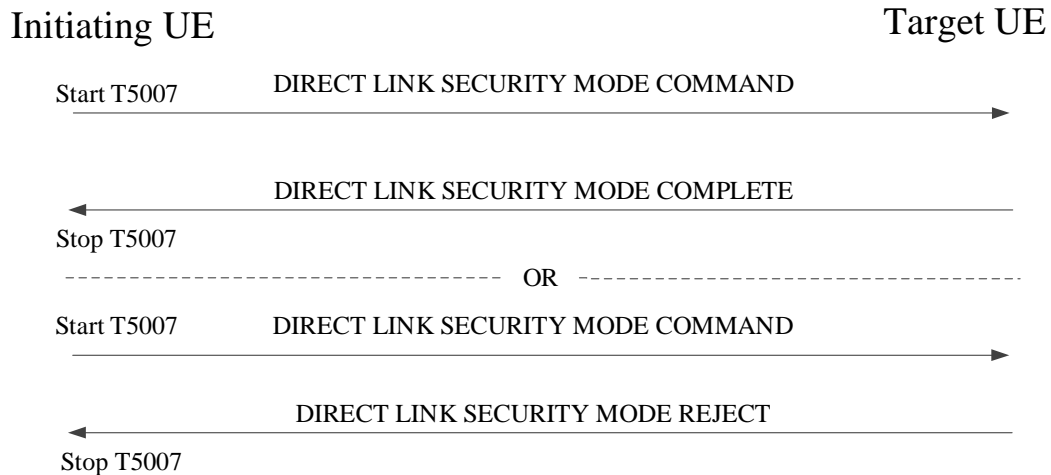 Initiating UE
Target UE
Start T5007
DIRECT LINK SECURITY MODE COMMAND
DIRECT LINK SECURITY MODE COMPLETE
Stop T5007
OR
Start T5007
DIRECT LINK SECURITY MODE COMMAND
DIRECT LINK SECURITY MODE REJECT
Stop T5007